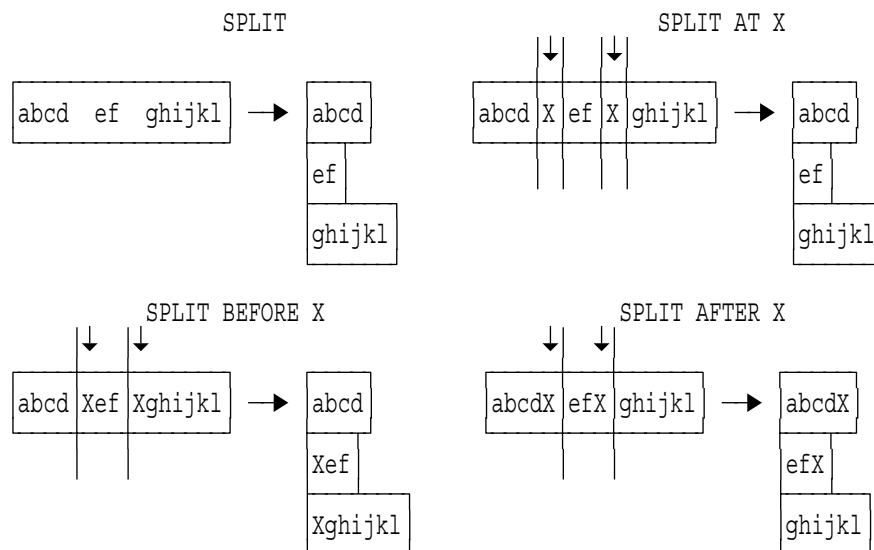 SPLIT
abcd  ef  ghijkl
abcd
ef
ghijkl
SPLIT AT X
abcd X ef X ghijkl
abcd
ef
ghijkl
SPLIT BEFORE X
abcd Xef Xghijkl
abcd
Xef
Xghijkl
SPLIT AFTER X
abcdX efX ghijkl
abcdX
efX
ghijkl